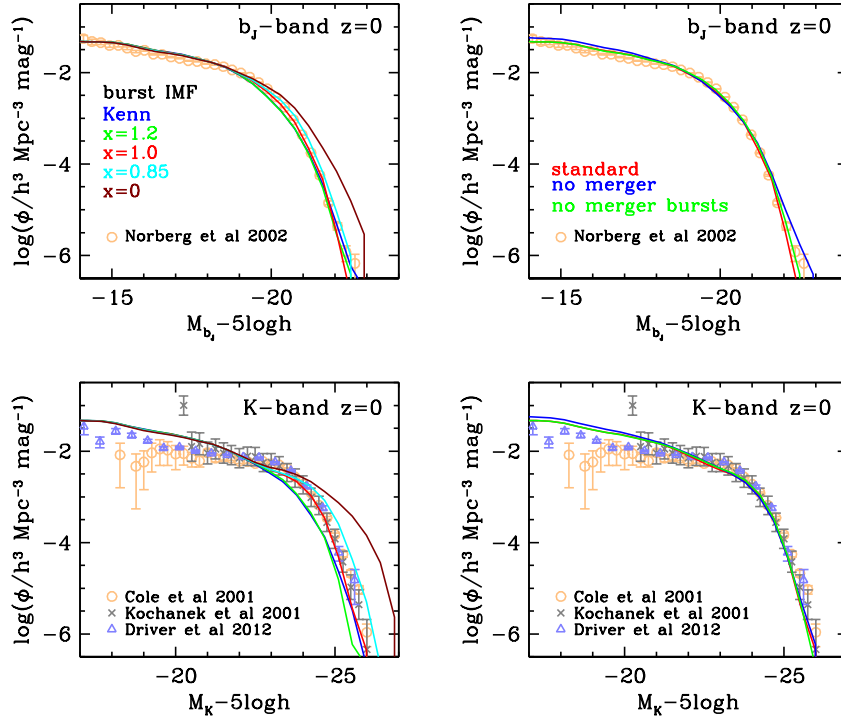 b_J-band z=0
log(ϕ/h³ Mpc⁻³ mag⁻¹)
−2
−4
−6
burst IMF
Kenn
x=1.2
x=1.0
x=0.85
x=0
Norberg et al 2002
−15
−20
M_{b_J}−5logh
b_J-band z=0
log(ϕ/h³ Mpc⁻³ mag⁻¹)
−2
−4
−6
standard
no merger
no merger bursts
Norberg et al 2002
−15
−20
M_{b_J}−5logh
K-band z=0
log(ϕ/h³ Mpc⁻³ mag⁻¹)
−2
−4
−6
Cole et al 2001
Kochanek et al 2001
Driver et al 2012
−20
−25
M_K−5logh
K-band z=0
log(ϕ/h³ Mpc⁻³ mag⁻¹)
−2
−4
−6
Cole et al 2001
Kochanek et al 2001
Driver et al 2012
−20
−25
M_K−5logh